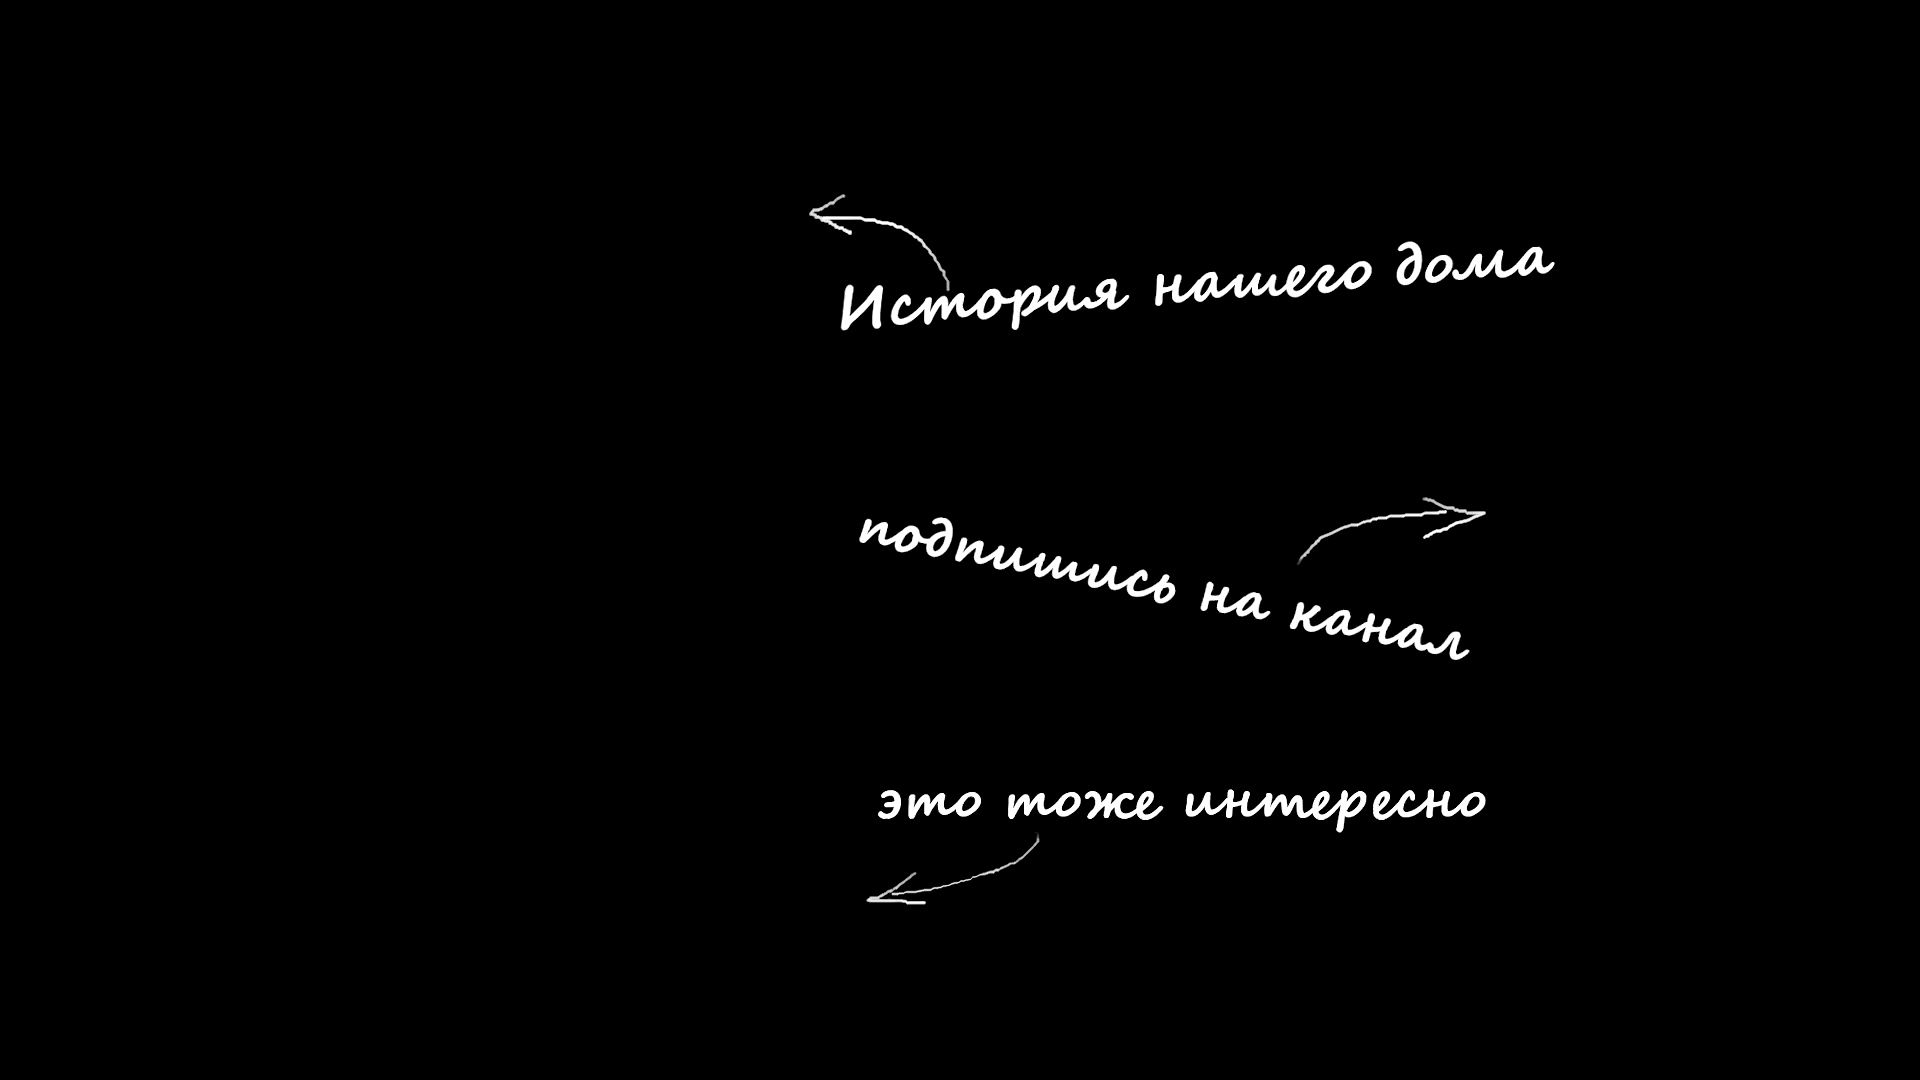 История нашего дома
подпишись на канал
это тоже интересно